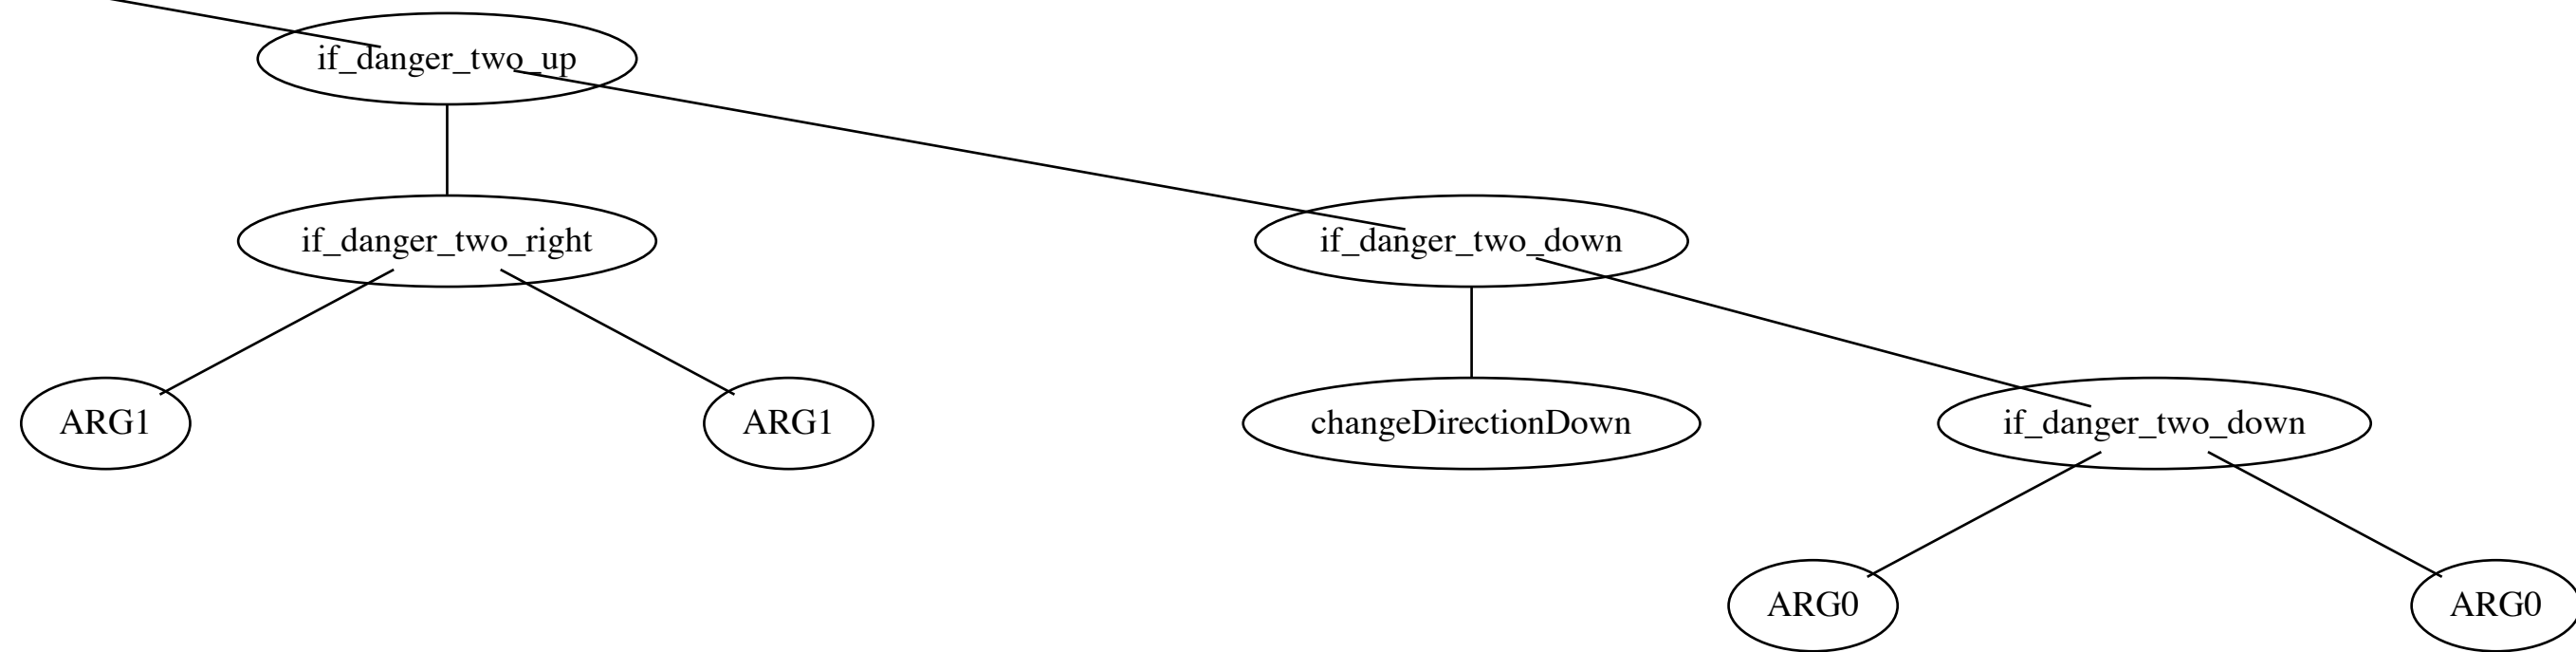 if_danger_two_up
if_danger_two_right
if_danger_two_down
ARG1
ARG1
changeDirectionDown
if_danger_two_down
ARG0
ARG0